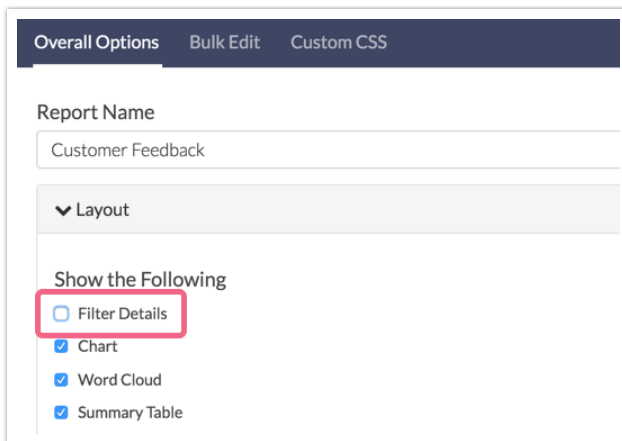 Overall Options Bulk Edit Custom CSS
Report Name
Customer Feedback
Layout
Show the Following
Filter Details
Chart
Word Cloud
Summary Table